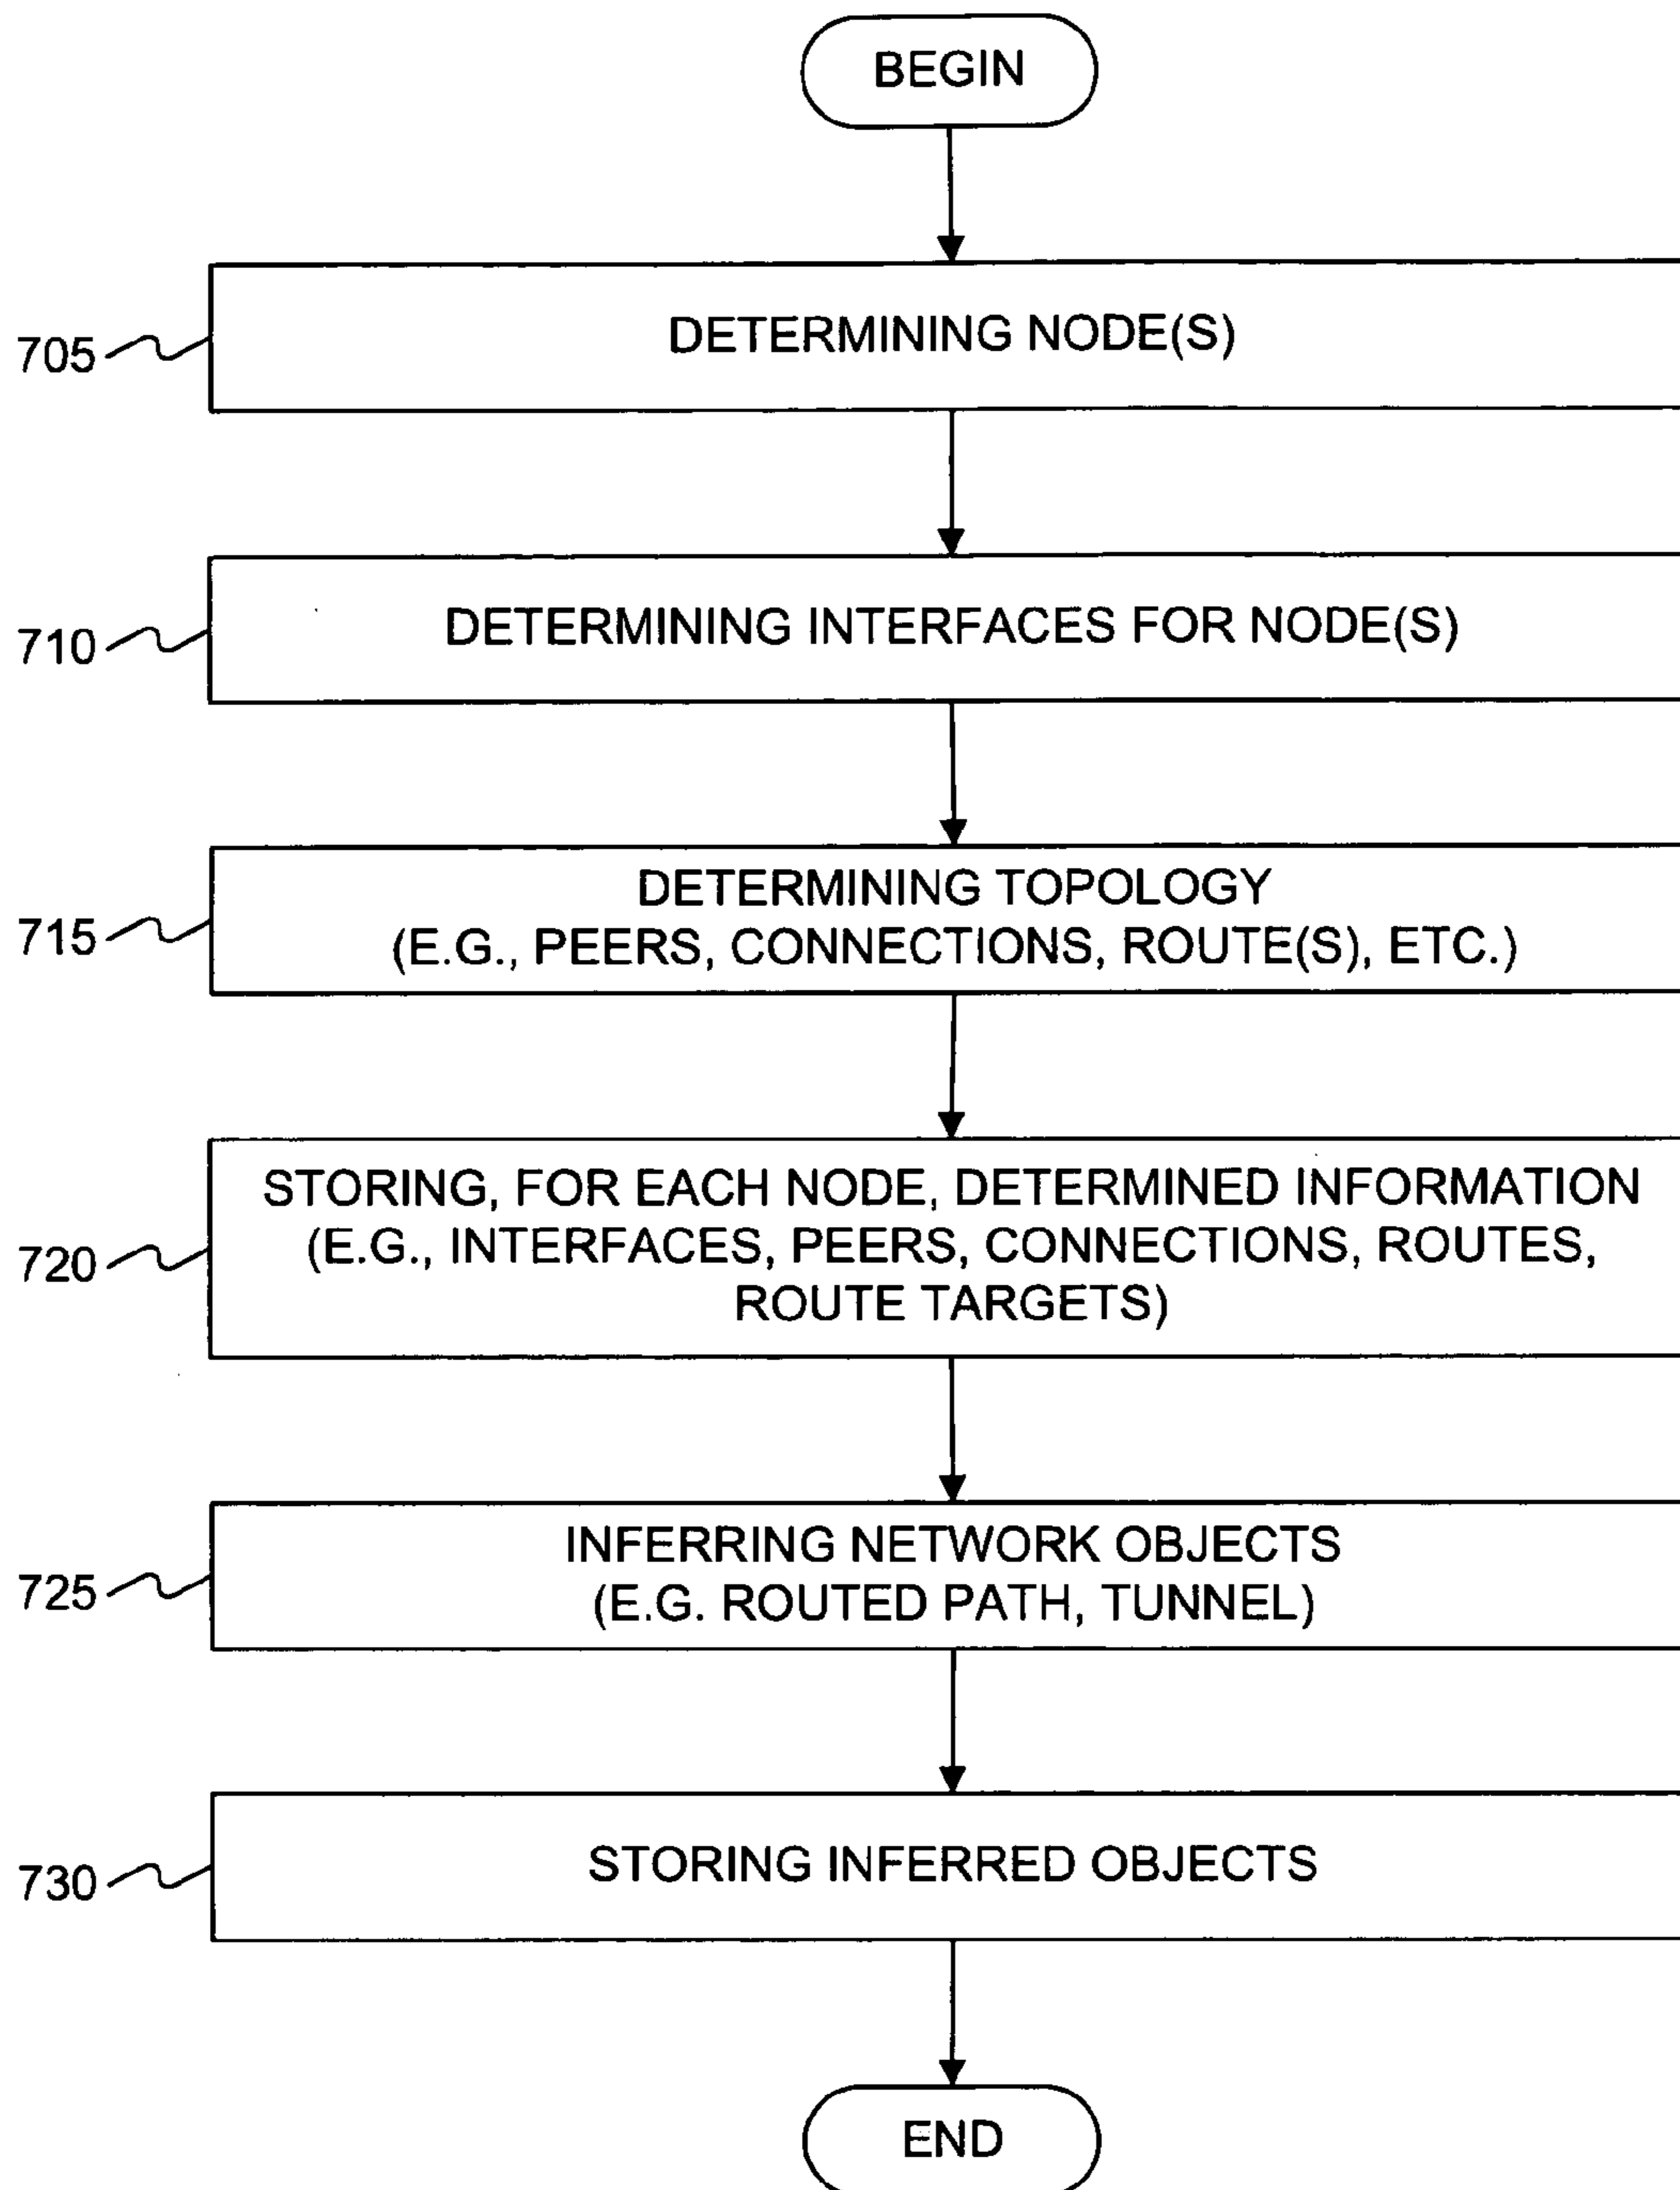 BEGIN
705
DETERMINING NODE(S)
710
DETERMINING INTERFACES FOR NODE(S)
715
DETERMINING TOPOLOGY
(E.G., PEERS, CONNECTIONS, ROUTE(S), ETC.)
720
STORING, FOR EACH NODE, DETERMINED INFORMATION
(E.G., INTERFACES, PEERS, CONNECTIONS, ROUTES,
ROUTE TARGETS)
725
INFERRING NETWORK OBJECTS
(E.G. ROUTED PATH, TUNNEL)
730
STORING INFERRED OBJECTS
END